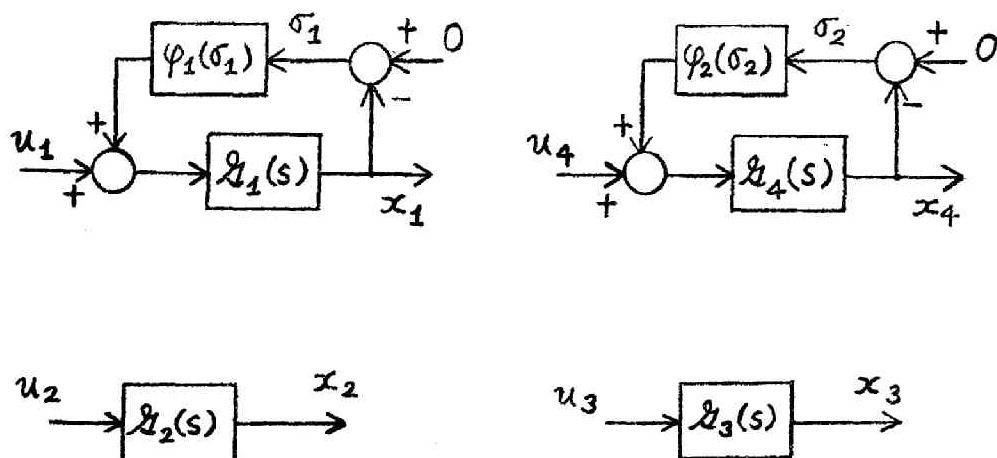 φ1(σ1) σ1 + 0
+ −
u1 + 𝒢1(s) x1
φ2(σ2) σ2 + 0
+ −
u4 + 𝒢4(s) x4
u2 𝒢2(s) x2
u3 𝒢3(s) x3